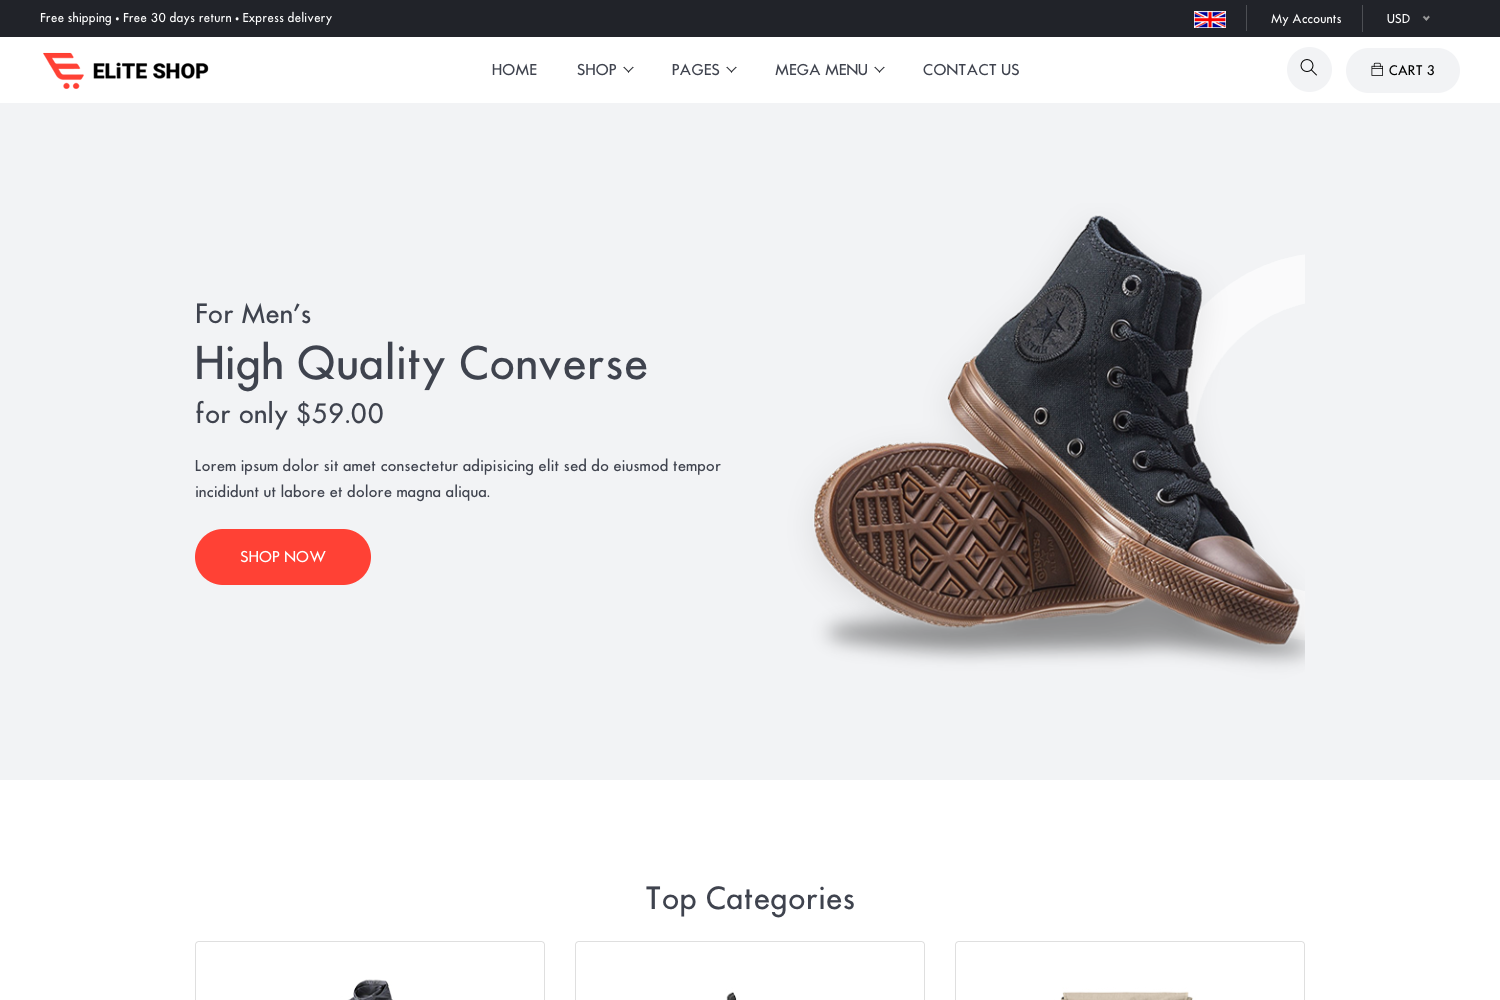 Free shipping • Free 30 days return • Express delivery
My Accounts
USD
ELiTE SHOP
HOME
SHOP
PAGES
MEGA MENU
CONTACT US
CART 3
For Men's
High Quality Converse
for only $59.00
Lorem ipsum dolor sit amet consectetur adipisicing elit sed do eiusmod tempor
incididunt ut labore et dolore magna aliqua.
SHOP NOW
Top Categories